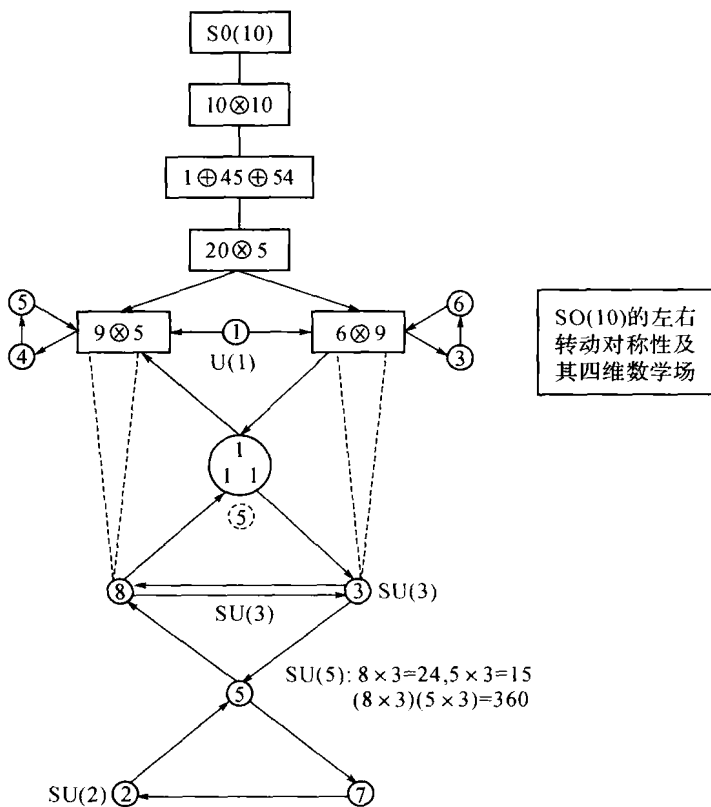 S0(10)
10⊗10
1⊕45⊕54
20⊗5
5
4
9⊗5
1
U(1)
6⊗9
6
3
SO(10)的左右
转动对称性及
其四维数学场
1
1 1
5
8
SU(3)
3
SU(3)
5
SU(5): 8×3=24,5×3=15
(8×3)(5×3)=360
SU(2)
2
7